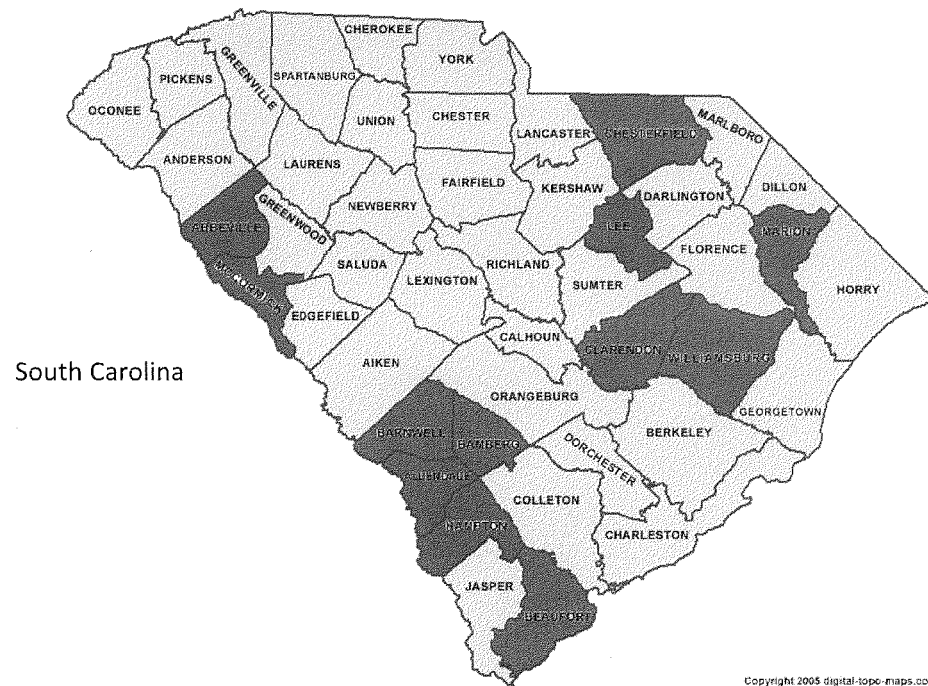 CHEROKEE
YORK
GREENVILLE
SPARTANBURG
PICKENS
OCONEE
UNION
CHESTER
LANCASTER
CHESTERFIELD
MARLBORO
ANDERSON
LAURENS
FAIRFIELD
KERSHAW
DARLINGTON
DILLON
NEWBERRY
GREENWOOD
ABBEVILLE
LEE
MARION
FLORENCE
SALUDA
RICHLAND
LEXINGTON
SUMTER
HORRY
McCORMICK
EDGEFIELD
CALHOUN
CLARENDON
WILLIAMSBURG
AIKEN
South Carolina
ORANGEBURG
GEORGETOWN
BARNWELL
BAMBERG
BERKELEY
DORCHESTER
ALLENDALE
COLLETON
HAMPTON
CHARLESTON
JASPER
BEAUFORT
Copyright 2005 digital-topo-maps.co